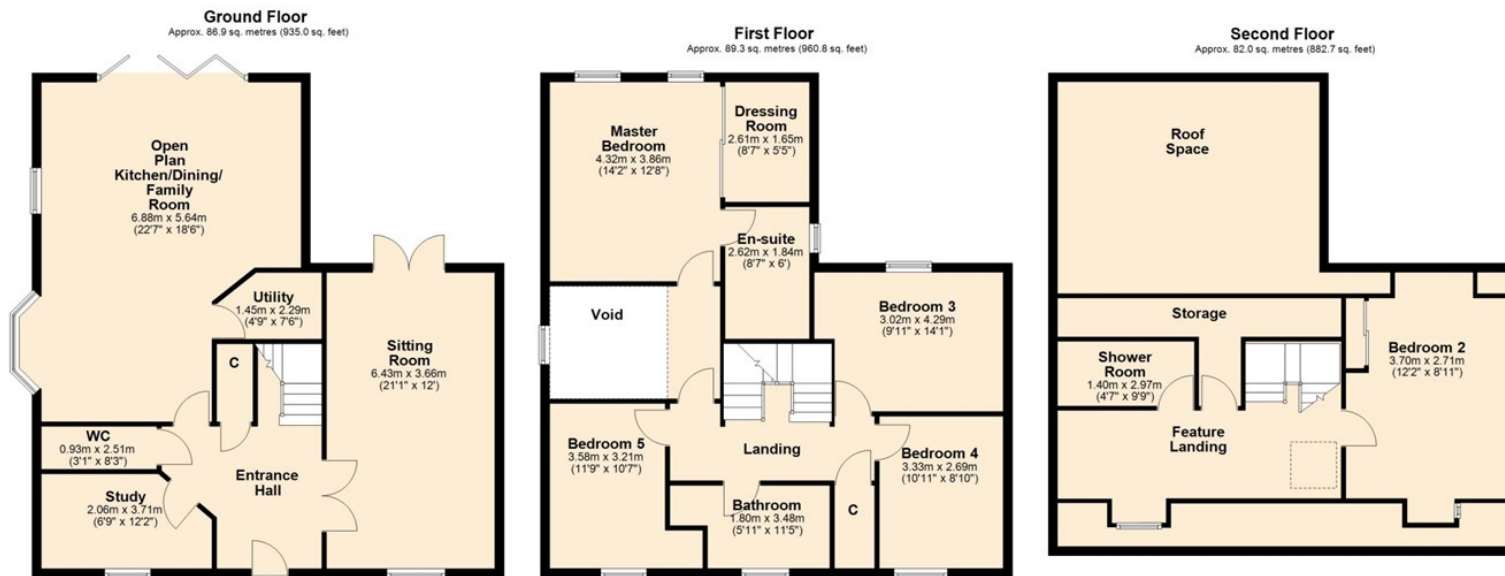 Ground Floor
Approx. 86.9 sq. metres (935.0 sq. feet)
Open
Plan
Kitchen/Dining/
Family
Room
6.88m x 5.64m
(22'7" x 18'6")
Utility
1.45m x 2.29m
(4'9" x 7'6")
C
Sitting
Room
6.43m x 3.66m
(21'1" x 12')
WC
0.93m x 2.51m
(3'1" x 8'3")
Entrance
Hall
Study
2.06m x 3.71m
(6'9" x 12'2")
First Floor
Approx. 89.3 sq. metres (960.8 sq. feet)
Master
Bedroom
4.32m x 3.86m
(14'2" x 12'8")
Dressing
Room
2.61m x 1.65m
(8'7" x 5'5")
En-suite
2.62m x 1.84m
(8'7" x 6')
Void
Bedroom 3
3.02m x 4.29m
(9'11" x 14'1")
Bedroom 5
3.58m x 3.21m
(11'9" x 10'7")
Landing
Bedroom 4
3.33m x 2.69m
(10'11" x 8'10")
Bathroom
1.80m x 3.48m
(5'11" x 11'5")
C
Second Floor
Approx. 82.0 sq. metres (882.7 sq. feet)
Roof
Space
Storage
Shower
Room
1.40m x 2.97m
(4'7" x 9'9")
Bedroom 2
3.70m x 2.71m
(12'2" x 8'11")
Feature
Landing